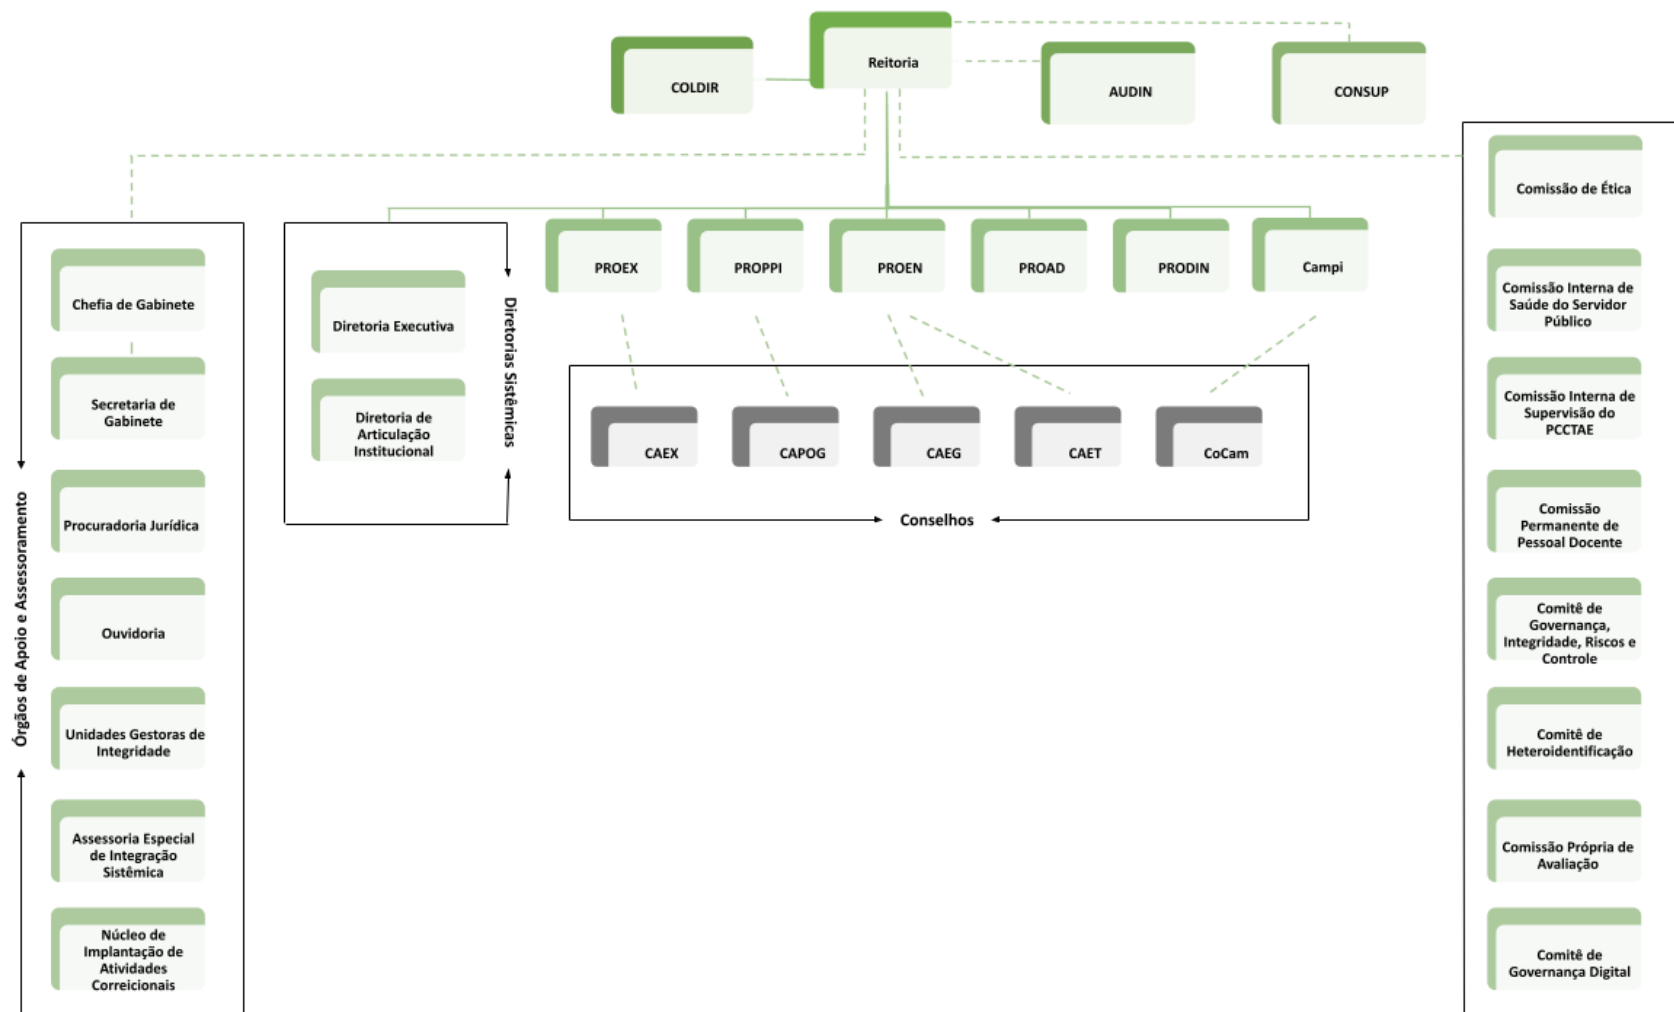 Reitoria
COLDIR
AUDIN
CONSUP
Órgãos de Apoio e Assessoramento
Chefia de Gabinete
Secretaria de
Gabinete
Procuradoria Jurídica
Ouvidoria
Unidades Gestoras de
Integridade
Assessoria Especial
de Integração
Sistêmica
Núcleo de
Implantação de
Atividades
Correicionais
Diretoria Executiva
Diretoria de
Articulação
Institucional
Diretorias Sistêmicas
PROEX
PROPPI
PROEN
PROAD
PRODIN
Campi
CAEX
CAPOG
CAEG
CAET
CoCam
Conselhos
Comissão de Ética
Comissão Interna de
Saúde do Servidor
Público
Comissão Interna de
Supervisão do
PCCTAE
Comissão
Permanente de
Pessoal Docente
Comitê de
Governança,
Integridade, Riscos e
Controle
Comitê de
Heteroidentificação
Comissão Própria de
Avaliação
Comitê de
Governança Digital